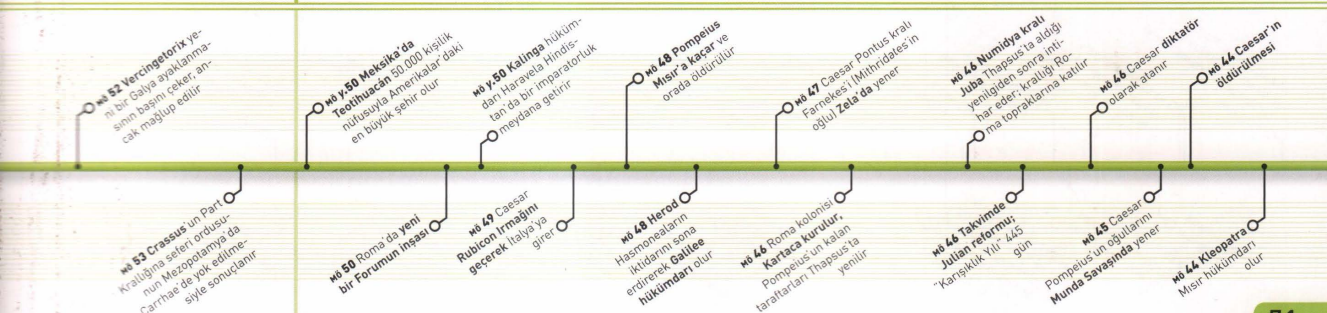 MÖ 52 Vercingetorix ye-
ni bir Galya ayaklanma-
sının başını çeker, an-
cak mağlup edilir
MÖ y.50 Meksika'da
Teotihuacán 50.000 kişilik
nüfusuyla Amerikalar'daki
en büyük şehir olur
MÖ y.50 Kalinga hüküm-
darı Haravela Hindis-
tan'da bir imparatorluk
meydana getirir
MÖ 48 Pompeius
Mısır'a kaçar ve
orada öldürülür
MÖ 47 Caesar Pontus kralı
Farnekes'i (Mithridates'in
oğlu) Zela'da yener
MÖ 46 Numidya kralı
Juba Thapsus'ta aldığı
yenilgiden sonra inti-
har eder; krallığı Ro-
ma topraklarına katılır
MÖ 46 Caesar diktatör
olarak atanır
MÖ 44 Caesar'ın
öldürülmesi
MÖ 53 Crassus'un Part
Krallığına seferi ordusu-
nun Mezopotamya'da
Carrhae'de yok edilme-
siyle sonuçlanır
MÖ 50 Roma'da yeni
bir Forumun inşası
MÖ 49 Caesar
Rubicon Irmağını
geçerek İtalya'ya
girer
MÖ 48 Herod
Hasmoneaların
iktidarını sona
erdirerek Galilee
hükümdarı olur
MÖ 46 Roma kolonisi
Kartaca kurulur,
Pompeius'un kalan
taraftarları Thapsus'ta
yenilir
MÖ 46 Takvimde
Julian reformu;
"Karışıklık Yılı" 445
gün
MÖ 45 Caesar
Pompeius'un oğullarını
Munda Savaşında yener
MÖ 44 Kleopatra
Mısır hükümdarı
olur